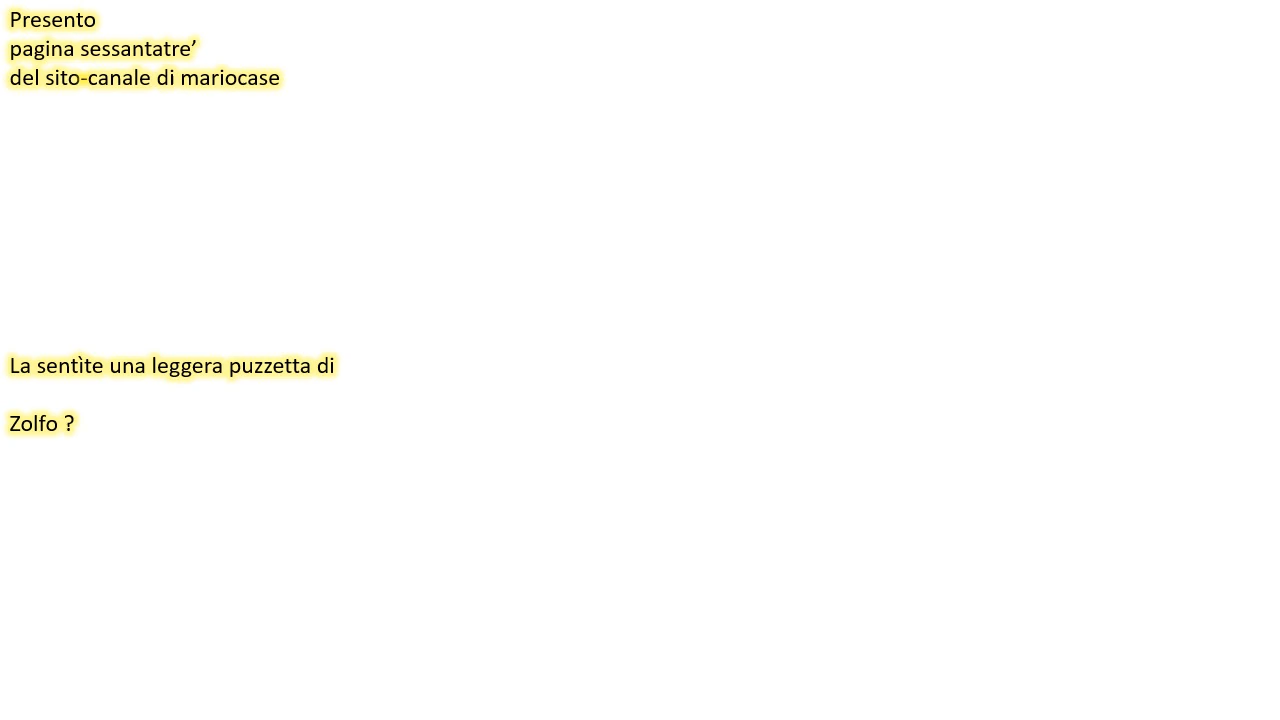 Presento
pagina sessantatre’
del sito-canale di mariocase
La sentìte una leggera puzzetta di
Zolfo ?